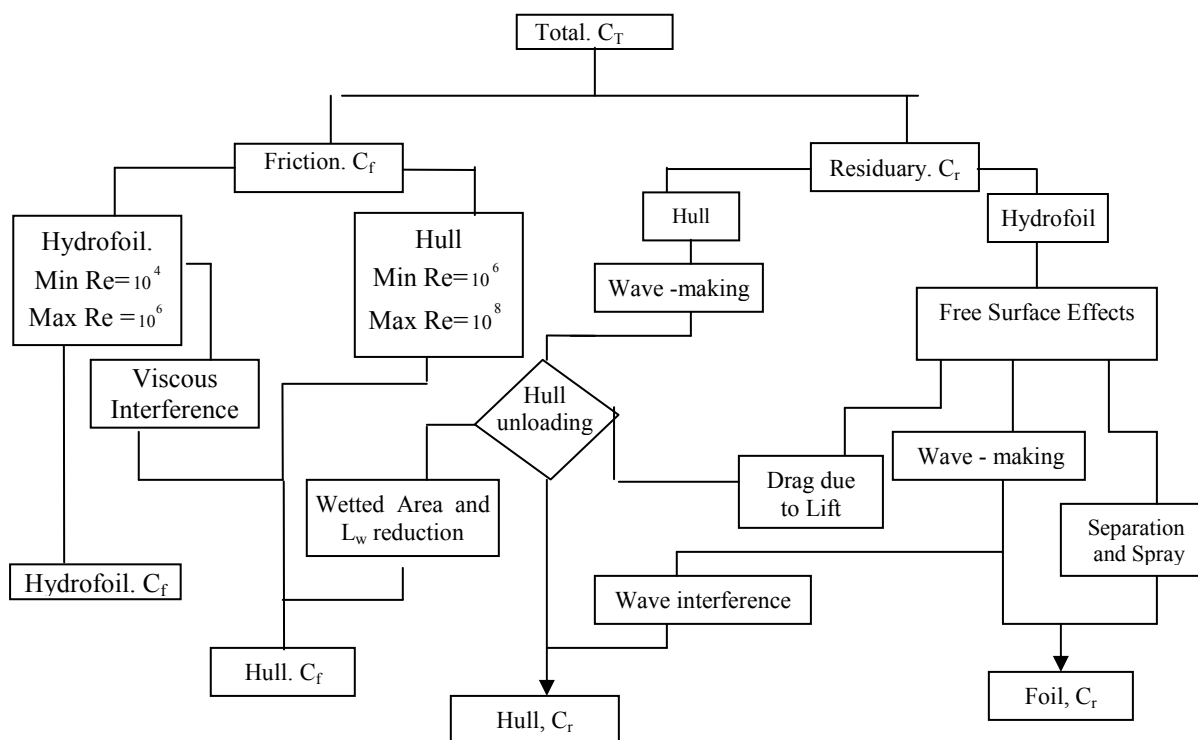 Total. C_T
Friction. C_f
Residuary. C_r
Hydrofoil.
Min Re=10^4
Max Re =10^6
Hull
Min Re=10^6
Max Re=10^8
Hull
Hydrofoil
Wave -making
Free Surface Effects
Viscous
Interference
Hull
unloading
Wave - making
Drag due
to Lift
Wetted Area and
L_w reduction
Separation
and Spray
Hydrofoil. C_f
Wave interference
Hull. C_f
Hull, C_r
Foil, C_r